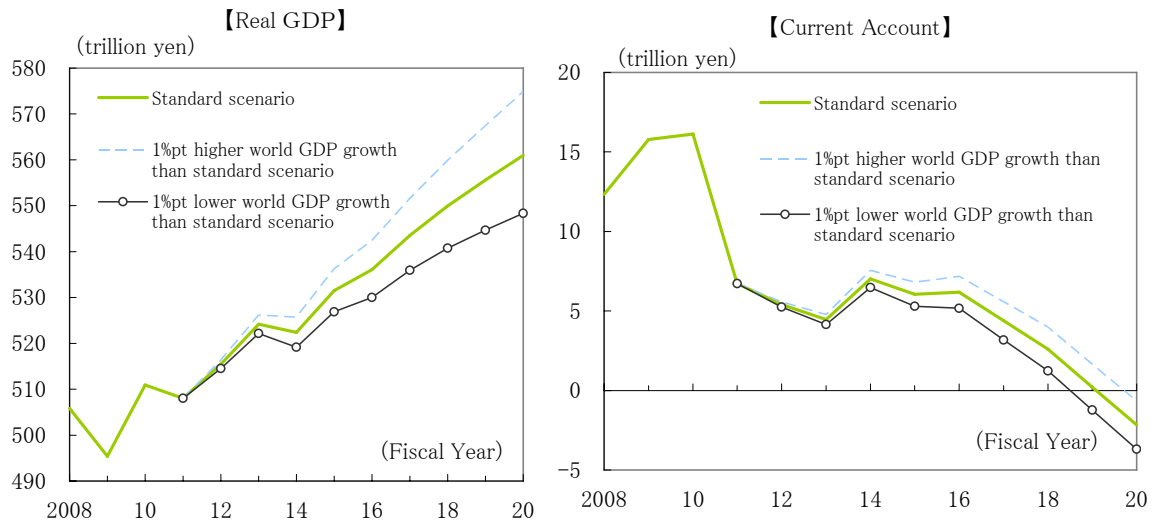 【Real GDP】
(trillion yen)
580
570
560
550
540
530
520
510
500
490
Standard scenario
1%pt higher world GDP growth
than standard scenario
1%pt lower world GDP growth
than standard scenario
(Fiscal Year)
2008 10 12 14 16 18 20
【Current Account】
(trillion yen)
20
15
10
5
0
-5
Standard scenario
1%pt higher world GDP growth than
standard scenario
1%pt lower world GDP growth than
standard scenario
(Fiscal Year)
2008 10 12 14 16 18 20